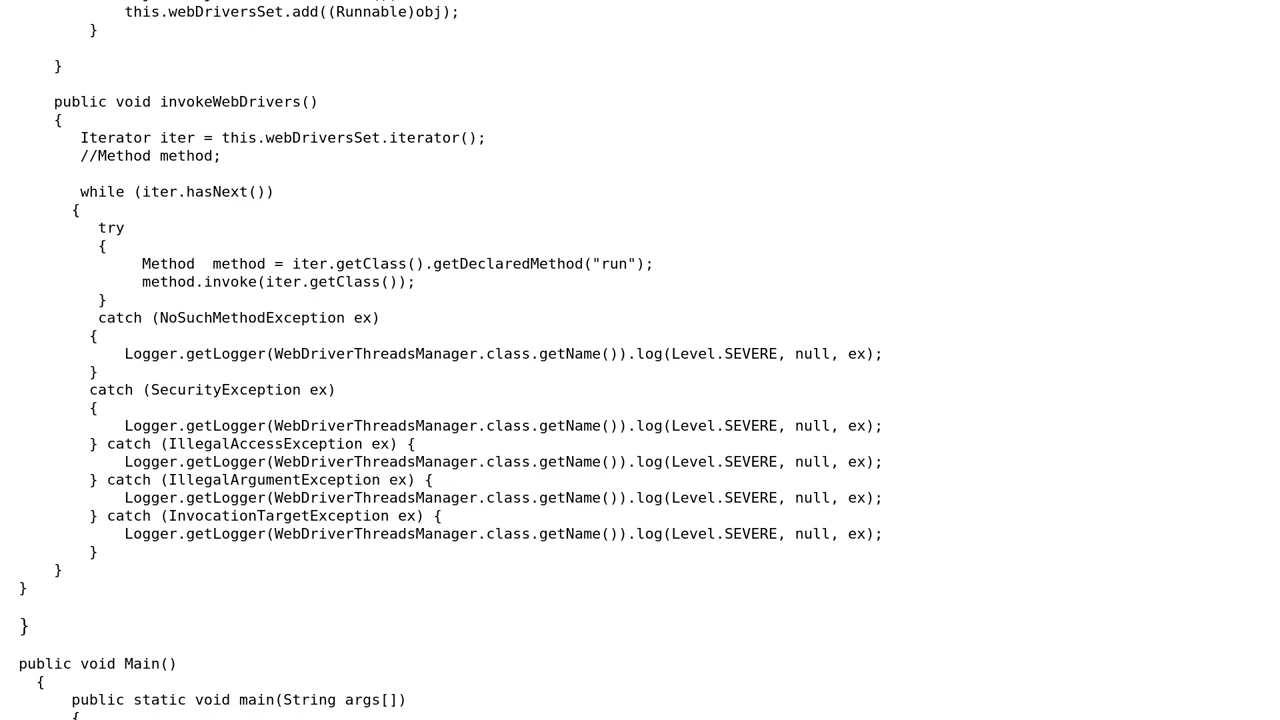 this.webDriversSet.add((Runnable)obj);
}
}
public void invokeWebDrivers()
{
Iterator iter = this.webDriversSet.iterator();
//Method method;
while (iter.hasNext())
{
try
{
Method  method = iter.getClass().getDeclaredMethod("run");
method.invoke(iter.getClass());
}
catch (NoSuchMethodException ex)
{
Logger.getLogger(WebDriverThreadsManager.class.getName()).log(Level.SEVERE, null, ex);
}
catch (SecurityException ex)
{
Logger.getLogger(WebDriverThreadsManager.class.getName()).log(Level.SEVERE, null, ex);
} catch (IllegalAccessException ex) {
Logger.getLogger(WebDriverThreadsManager.class.getName()).log(Level.SEVERE, null, ex);
} catch (IllegalArgumentException ex) {
Logger.getLogger(WebDriverThreadsManager.class.getName()).log(Level.SEVERE, null, ex);
} catch (InvocationTargetException ex) {
Logger.getLogger(WebDriverThreadsManager.class.getName()).log(Level.SEVERE, null, ex);
}
}
}
}
public void Main()
{
public static void main(String args[])
{